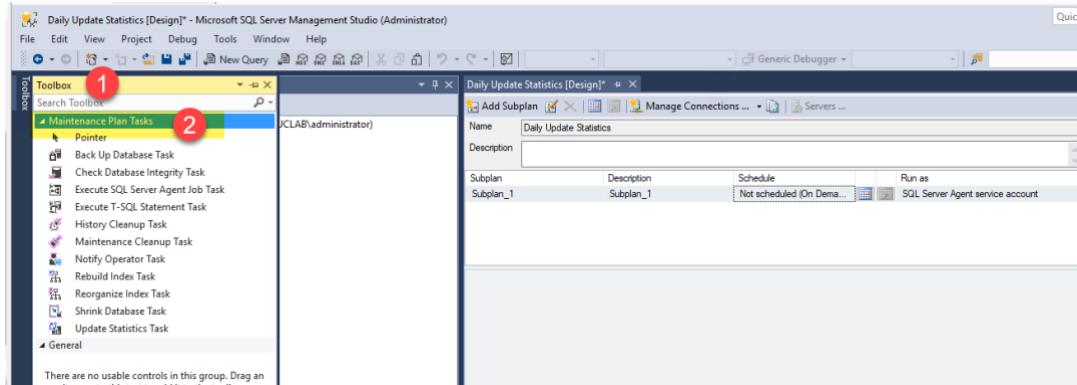 Daily Update Statistics [Design]* - Microsoft SQL Server Management Studio (Administrator)
Quic
File Edit View Project Debug Tools Window Help
New Query
Generic Debugger
Toolbox
Toolbox
1
Search Toolbox
Maintenance Plan Tasks
2
Pointer
Back Up Database Task
Check Database Integrity Task
Execute SQL Server Agent Job Task
Execute T-SQL Statement Task
History Cleanup Task
Maintenance Cleanup Task
Notify Operator Task
Rebuild Index Task
Reorganize Index Task
Shrink Database Task
Update Statistics Task
General
There are no usable controls in this group. Drag an
JCLAB\administrator)
Daily Update Statistics [Design]*
Add Subplan Manage Connections ... Servers ...
Name Daily Update Statistics
Description
Subplan Description Schedule Run as
Subplan_1 Subplan_1 Not scheduled (On Dema... SQL Server Agent service account